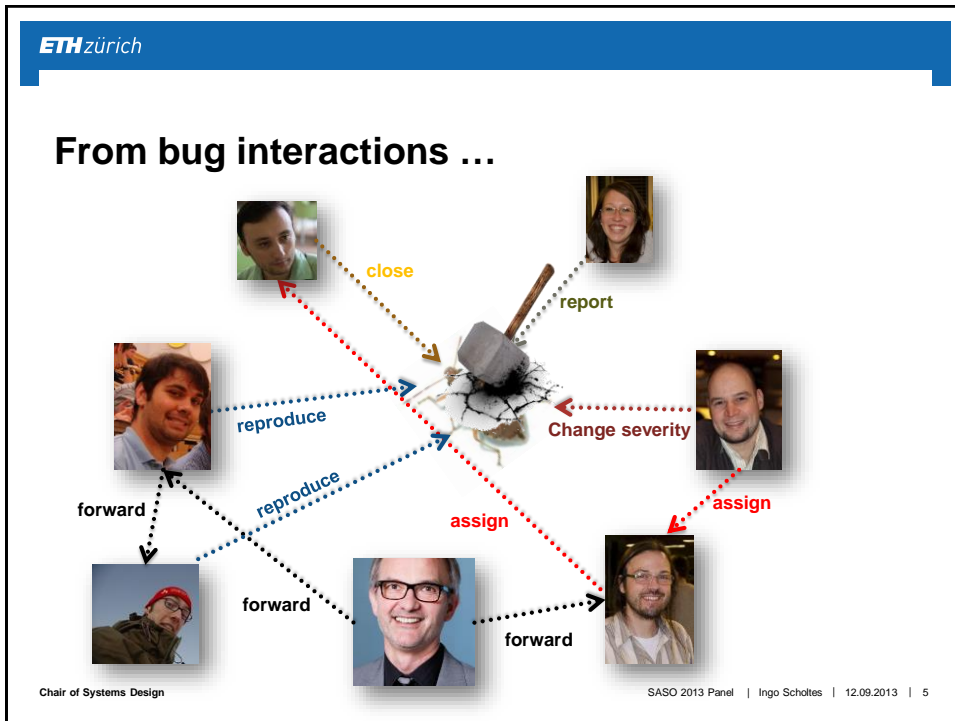 ETH zürich
From bug interactions …
close
report
reproduce
Change severity
reproduce
forward
assign
assign
forward
forward
Chair of Systems Design
SASO 2013 Panel | Ingo Scholtes | 12.09.2013 | 5